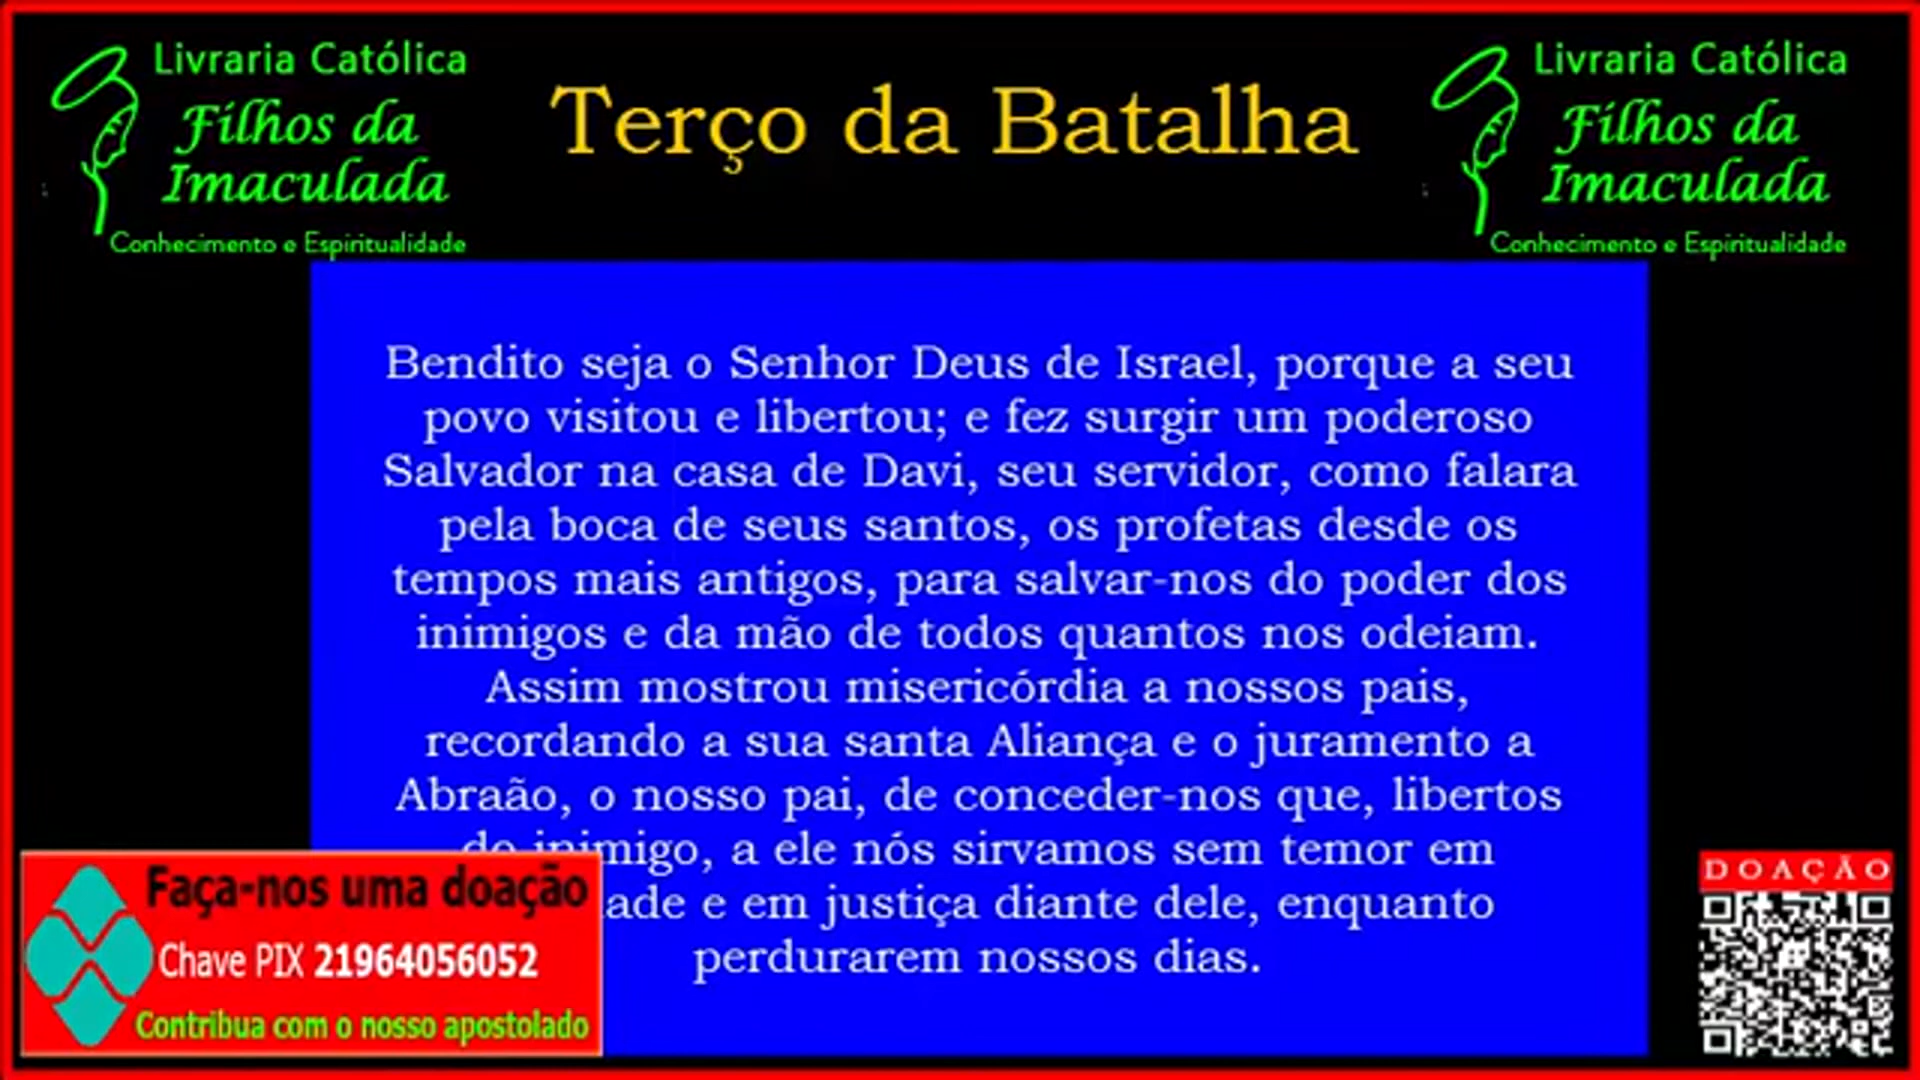 Livraria Católica
Filhos da
Imaculada
Conhecimento e Espiritualidade
Terço da Batalha
Livraria Católica
Filhos da
Imaculada
Conhecimento e Espiritualidade
Bendito seja o Senhor Deus de Israel, porque a seu
povo visitou e libertou; e fez surgir um poderoso
Salvador na casa de Davi, seu servidor, como falara
pela boca de seus santos, os profetas desde os
tempos mais antigos, para salvar-nos do poder dos
inimigos e da mão de todos quantos nos odeiam.
Assim mostrou misericórdia a nossos pais,
recordando a sua santa Aliança e o juramento a
Abraão, o nosso pai, de conceder-nos que, libertos
do inimigo, a ele nós sirvamos sem temor em
ade e em justiça diante dele, enquanto
perdurarem nossos dias.
Faça-nos uma doação
Chave PIX 21964056052
Contribua com o nosso apostolado
DOAÇÃO